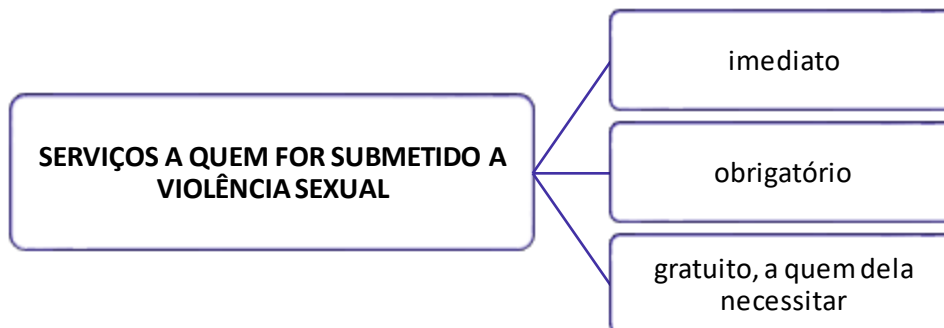 SERVIÇOS A QUEM FOR SUBMETIDO A
VIOLÊNCIA SEXUAL
imediato
obrigatório
gratuito, a quem dela
necessitar